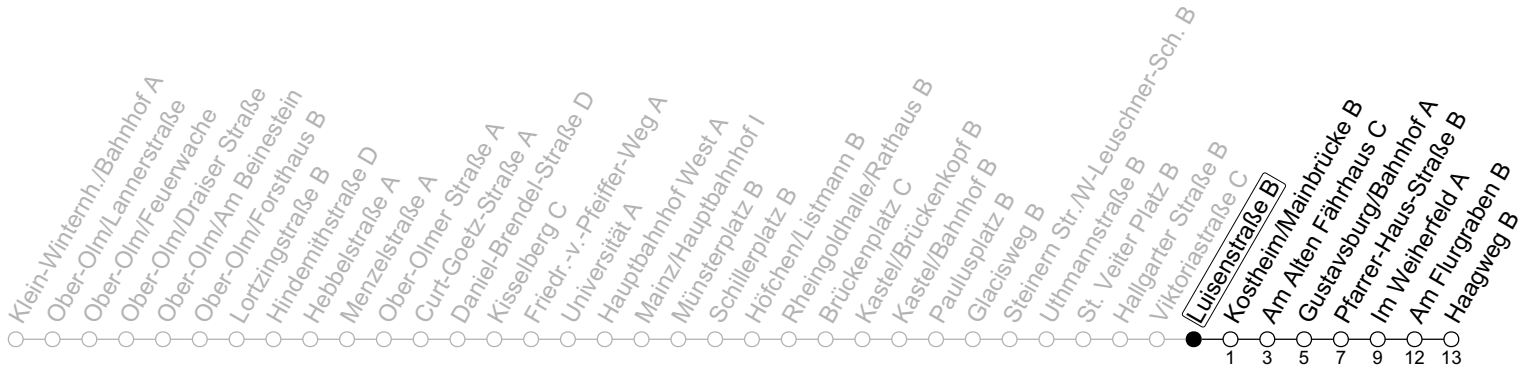 Klein-Winternh./Bahnhof A
Ober-Olm/Lannerstraße
Ober-Olm/Feuerwache
Ober-Olm/Draiser Straße
Ober-Olm/Am Beinestein
Ober-Olm/Forsthaus B
Lortzingstraße B
Hindemithstraße D
Hebbelstraße A
Menzelstraße A
Ober-Olmer Straße A
Curt-Goetz-Straße A
Daniel-Brendel-Straße D
Kisselberg C
Friedr.-v.-Pfeiffer-Weg A
Universität A
Hauptbahnhof West A
Mainz/Hauptbahnhof I
Münsterplatz B
Schillerplatz B
Höfchen/Listmann B
Rheingoldhalle/Rathaus B
Brückenplatz C
Kastel/Brückenkopf B
Kastel/Bahnhof B
Paulusplatz B
Glacisweg B
Steinern Str./W-Leuschner-Sch. B
Uthmannstraße B
St. Veiter Platz B
Hallgarter Straße B
Viktoriastraße C
Luisenstraße B
Kostheim/Mainbrücke B
Am Alten Fährhaus C
Gustavsburg/Bahnhof A
Pfarrer-Haus-Straße B
Im Weiherfeld A
Am Flurgraben B
Haagweg B
1 3 5 7 9 12 13